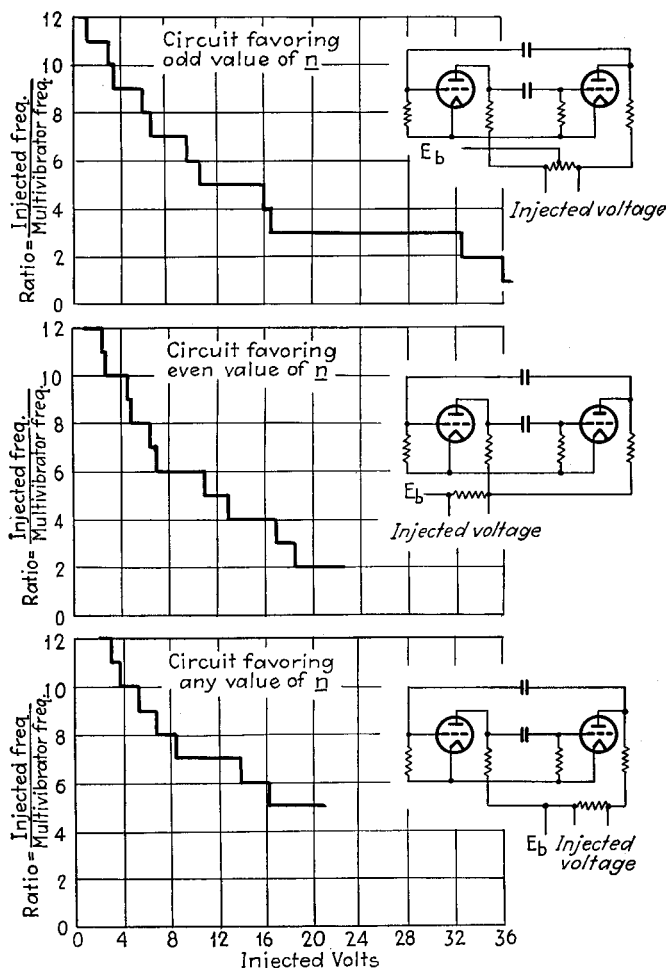 12
10
8
6
4
2
0
Ratio = Injected freq. / Multivibrator freq.
Circuit favoring
odd value of n
E_b
Injected voltage
12
10
8
6
4
2
0
Ratio = Injected freq. / Multivibrator freq.
Circuit favoring
even value of n
E_b
Injected voltage
12
10
8
6
4
2
0
Ratio = Injected freq. / Multivibrator freq.
Circuit favoring
any value of n
E_b Injected
voltage
0 4 8 12 16 20 24 28 32 36
Injected Volts